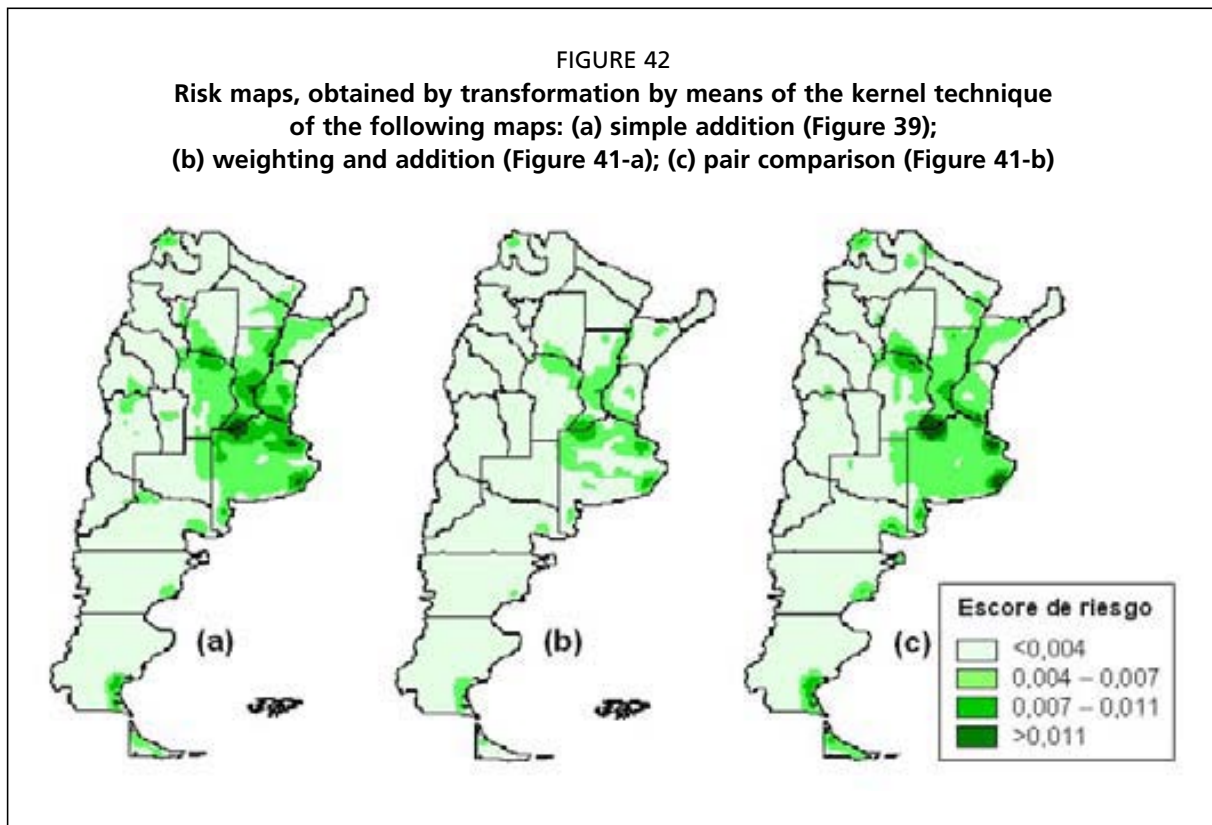 FIGURE 42
Risk maps, obtained by transformation by means of the kernel technique
of the following maps: (a) simple addition (Figure 39);
(b) weighting and addition (Figure 41-a); (c) pair comparison (Figure 41-b)
(a)
(b)
(c)
Escore de riesgo
<0,004
0,004 – 0,007
0,007 – 0,011
>0,011